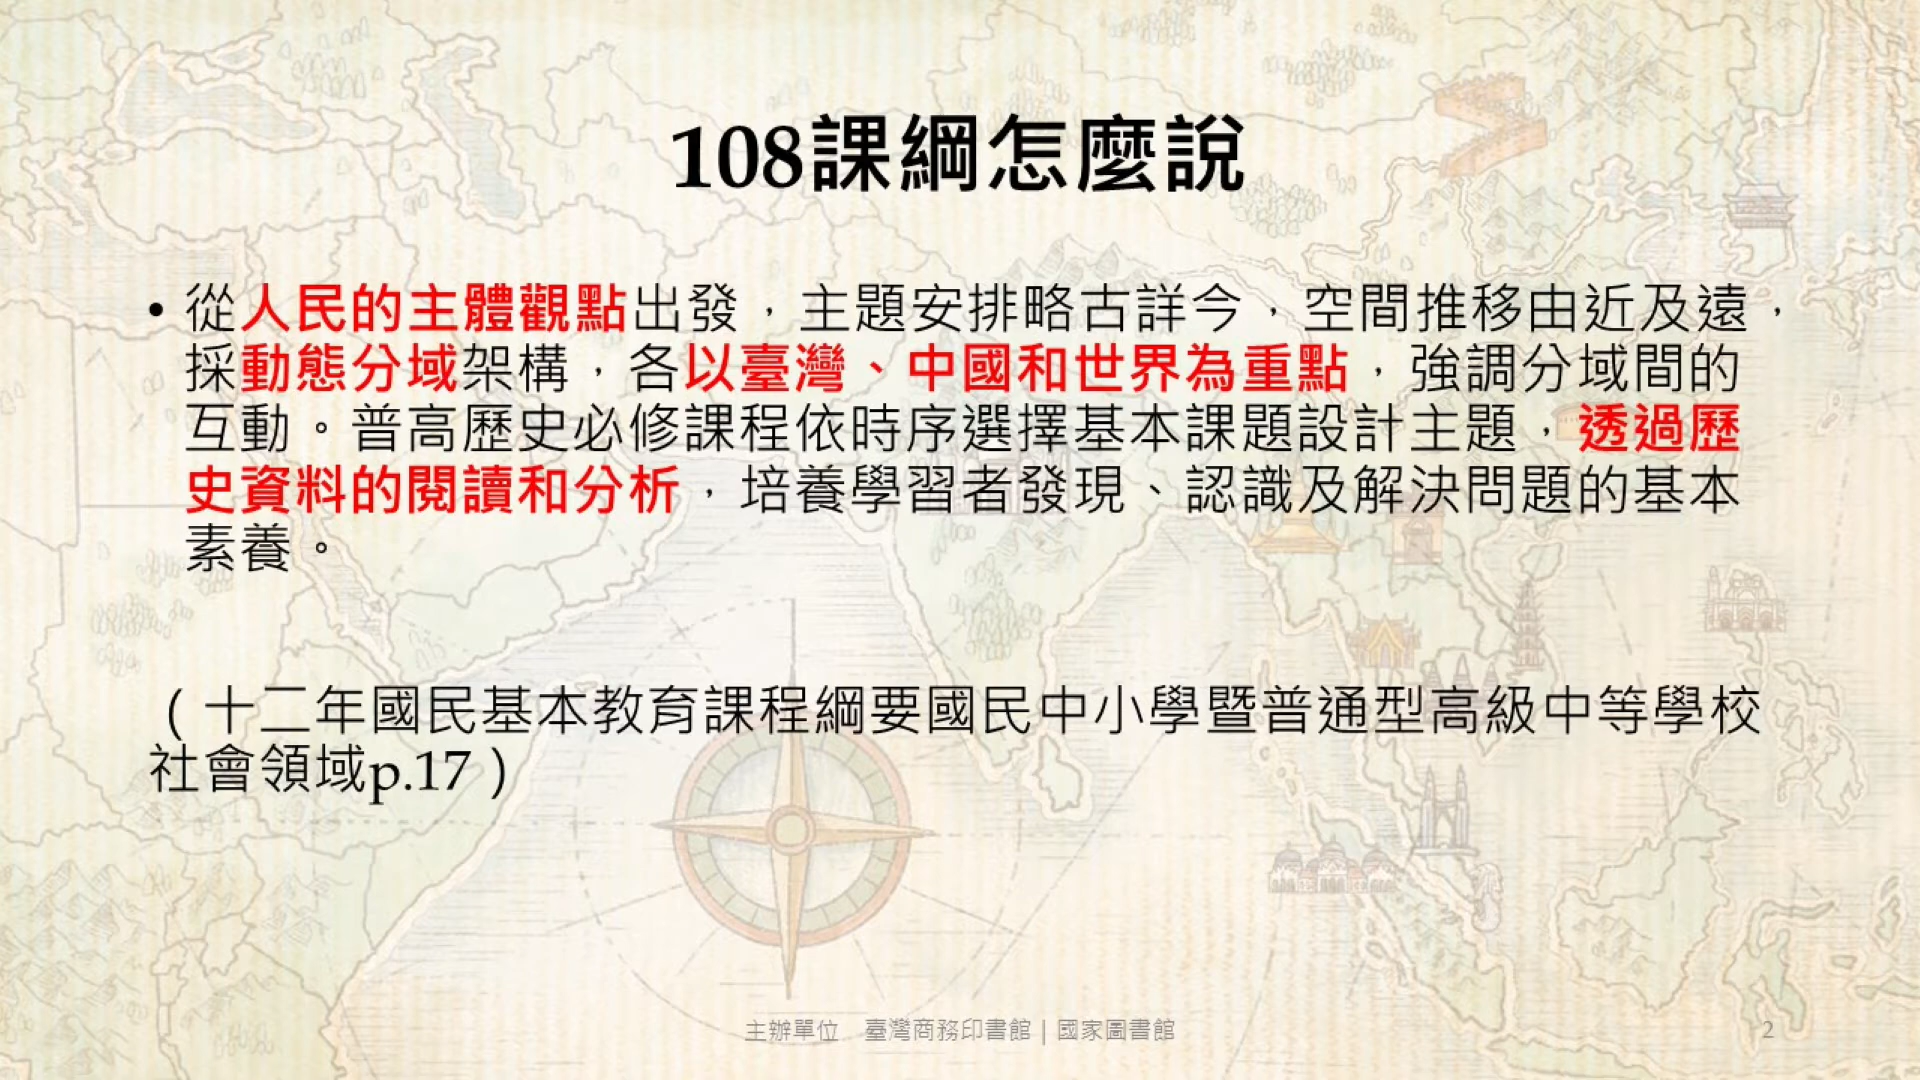 108課綱怎麼說
• 從人民的主體觀點出發，主題安排略古詳今，空間推移由近及遠，
採動態分域架構，各以臺灣、中國和世界為重點，強調分域間的
互動。普高歷史必修課程依時序選擇基本課題設計主題，透過歷
史資料的閱讀和分析，培養學習者發現、認識及解決問題的基本
素養。
（十二年國民基本教育課程綱要國民中小學暨普通型高級中等學校
社會領域p.17）
主辦單位　臺灣商務印書館 | 國家圖書館
2